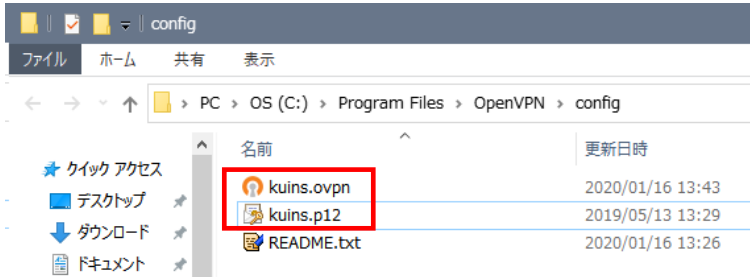 config
ファイル ホーム 共有 表示
PC › OS (C:) › Program Files › OpenVPN › config
名前 更新日時
クイック アクセス
デスクトップ
ダウンロード
ドキュメント
kuins.ovpn 2020/01/16 13:43
kuins.p12 2019/05/13 13:29
README.txt 2020/01/16 13:26